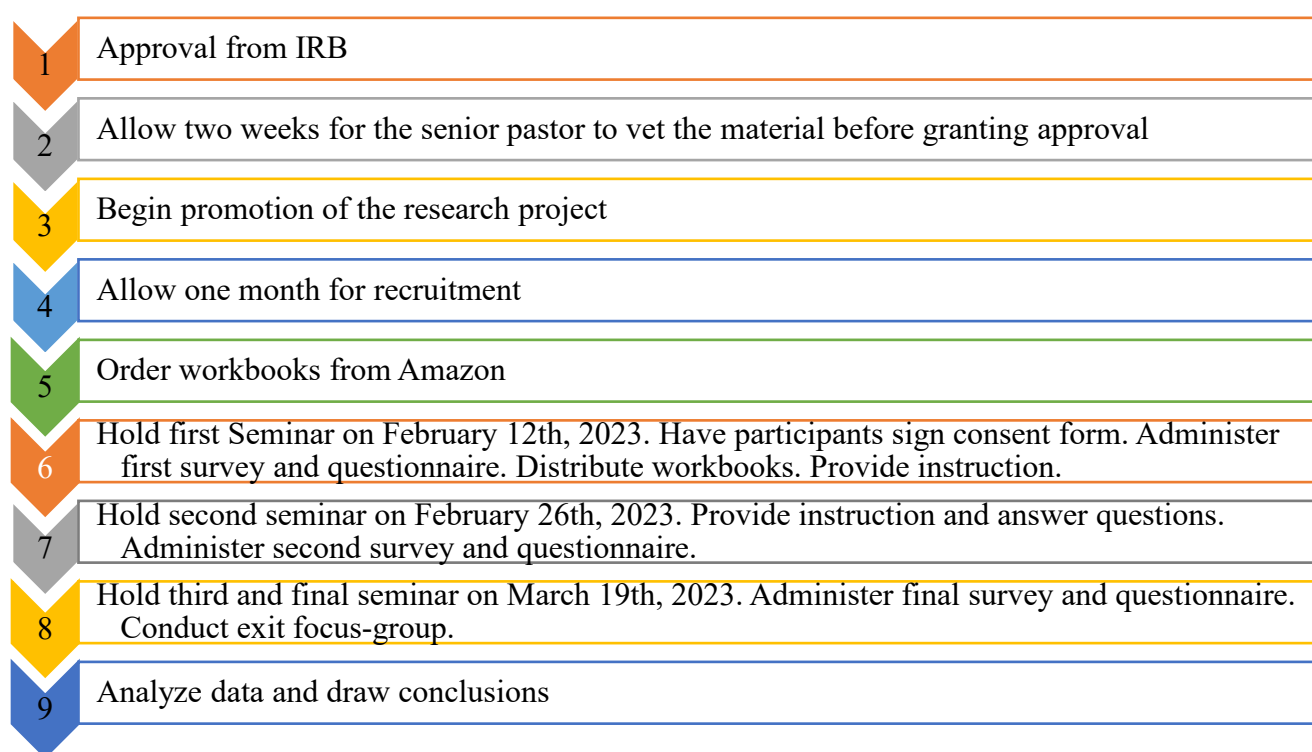 1
Approval from IRB
2
Allow two weeks for the senior pastor to vet the material before granting approval
3
Begin promotion of the research project
4
Allow one month for recruitment
5
Order workbooks from Amazon
6
Hold first Seminar on February 12th, 2023. Have participants sign consent form. Administer
first survey and questionnaire. Distribute workbooks. Provide instruction.
7
Hold second seminar on February 26th, 2023. Provide instruction and answer questions.
Administer second survey and questionnaire.
8
Hold third and final seminar on March 19th, 2023. Administer final survey and questionnaire.
Conduct exit focus-group.
9
Analyze data and draw conclusions